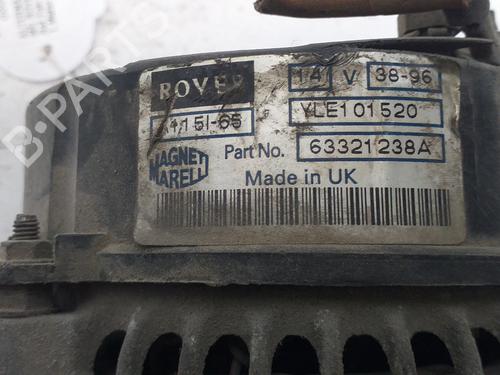 ROVER
14 V 38-96
A115I-65 YLE101520
MAGNETI MARELLI
Part No. 63321238A
Made in UK
B-PARTS